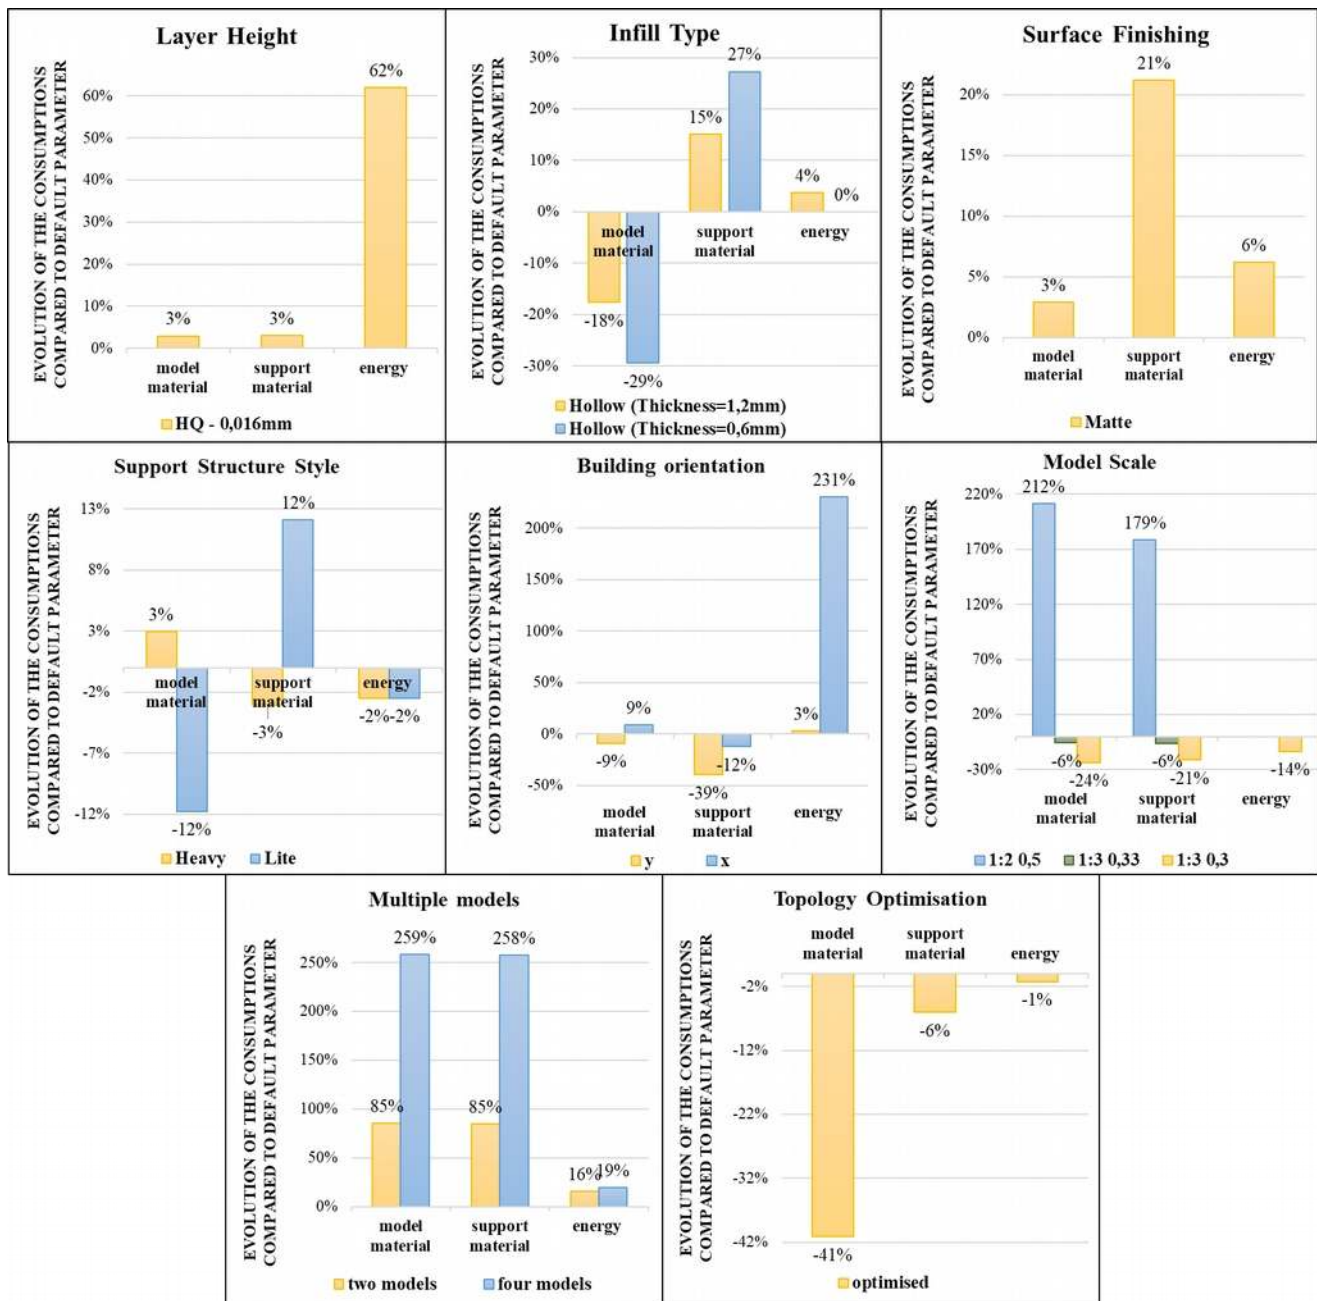 Layer Height
EVOLUTION OF THE CONSUMPTIONS
COMPARED TO DEFAULT PARAMETER
60%
50%
40%
30%
20%
10%
0%
3%
3%
62%
model
material
support
material
energy
HQ - 0,016mm
Infill Type
EVOLUTION OF THE CONSUMPTIONS
COMPARED TO DEFAULT PARAMETER
30%
20%
10%
0%
-10%
-20%
-30%
-18%
-29%
15%
27%
4%
0%
model
material
support
material
energy
Hollow (Thickness=1,2mm)
Hollow (Thickness=0,6mm)
Surface Finishing
EVOLUTION OF THE CONSUMPTIONS
COMPARED TO DEFAULT PARAMETER
20%
15%
10%
5%
0%
3%
21%
6%
model
material
support
material
energy
Matte
Support Structure Style
EVOLUTION OF THE CONSUMPTIONS
COMPARED TO DEFAULT PARAMETER
13%
8%
3%
-2%
-7%
-12%
3%
-12%
-3%
12%
-2%
-2%
model
material
support
material
energy
Heavy
Lite
Building orientation
EVOLUTION OF THE CONSUMPTIONS
COMPARED TO DEFAULT PARAMETER
200%
150%
100%
50%
0%
-50%
-9%
9%
-39%
-12%
3%
231%
model
material
support
material
energy
y
x
Model Scale
EVOLUTION OF THE CONSUMPTIONS
COMPARED TO DEFAULT PARAMETER
220%
170%
120%
70%
20%
-30%
212%
-6%
-24%
179%
-6%
-21%
-14%
model
material
support
material
energy
1:2 0,5
1:3 0,33
1:3 0,3
Multiple models
EVOLUTION OF THE CONSUMPTIONS
COMPARED TO DEFAULT PARAMETER
250%
200%
150%
100%
50%
0%
85%
259%
85%
258%
16%
19%
model
material
support
material
energy
two models
four models
Topology Optimisation
EVOLUTION OF THE CONSUMPTIONS
COMPARED TO DEFAULT PARAMETER
model
material
support
material
energy
-2%
-12%
-22%
-32%
-42%
-41%
-6%
-1%
optimised